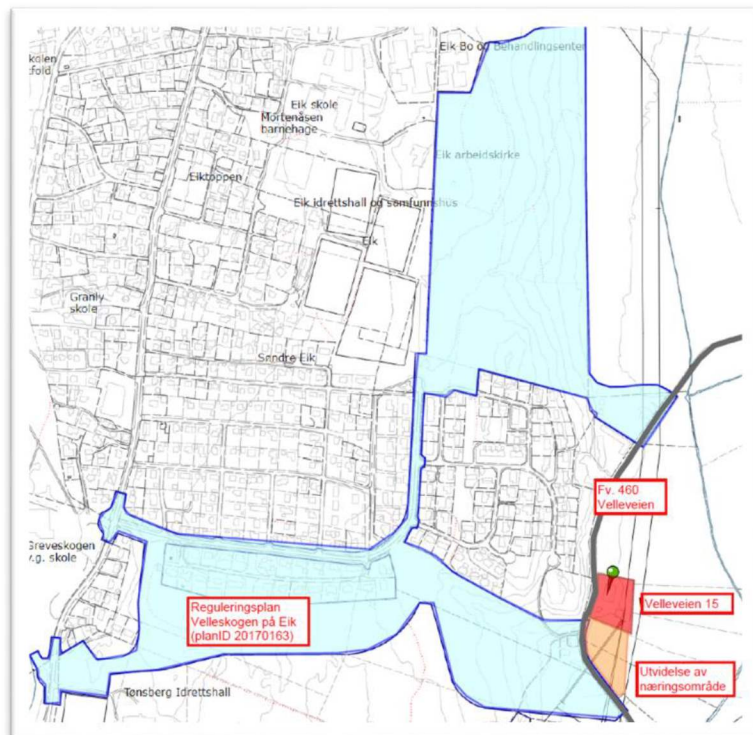 Eik Bo og Behandlingsenter
Eik skole
Mortenåsen
barnehage
Eik arbeidskirke
Eiktoppen
Eik idrettshall og samfunnshus
Eik
Granly
skole
Søndre Eik
Fv. 460
Velleveien
Greveskogen
v.g. skole
Velleveien 15
Reguleringsplan
Velleskogen på Eik
(planID 20170163)
Utvidelse av
næringsområde
Tønsberg Idrettshall